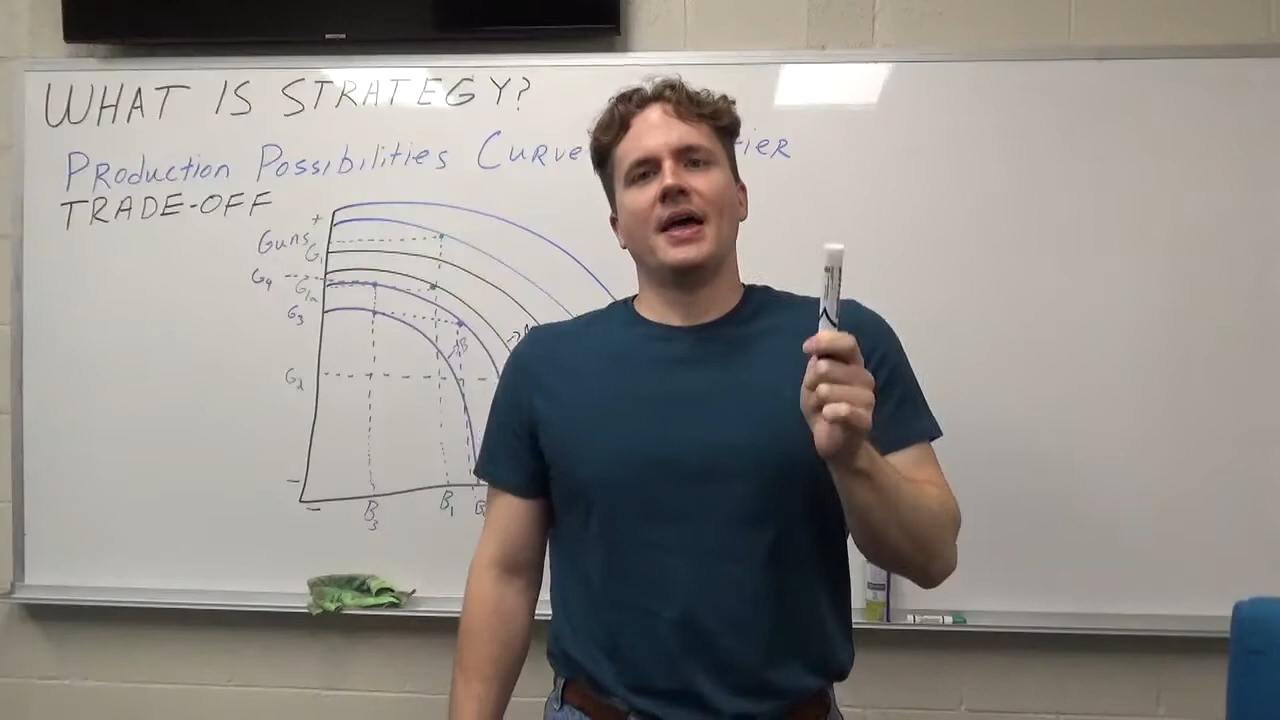 WHAT IS STRATEGY?
PRODUCTION POSSIBILITIES CURVE
TRADE-OFF
+
GUNS
G1
G4
G1a
G3
B
G2
-
-
B3
B1